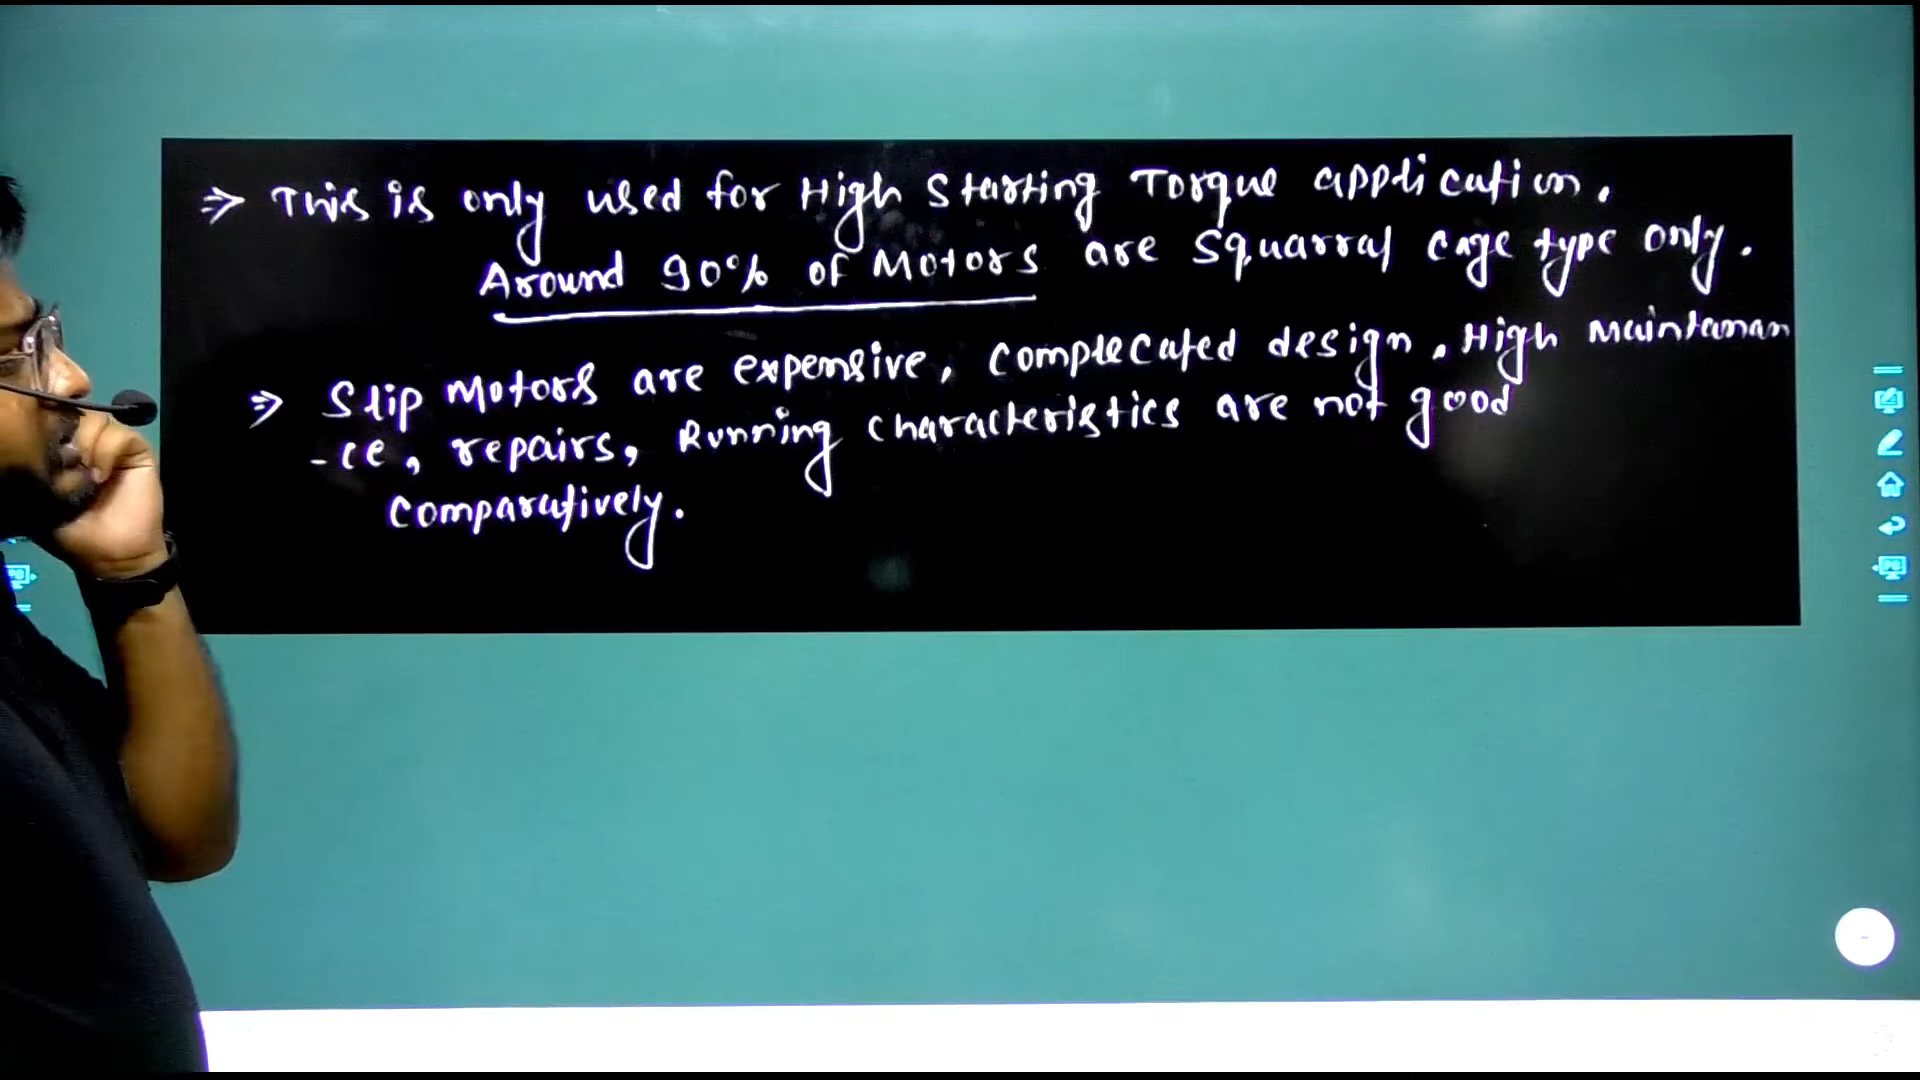 ⇒ This is only used for High Starting Torque application.
Around 90% of Motors are Squarral cage type only.
⇒ Slip Motors are expensive, complecated design, High Maintanan
-ce, repairs, Running characteristics are not good
comparatively.